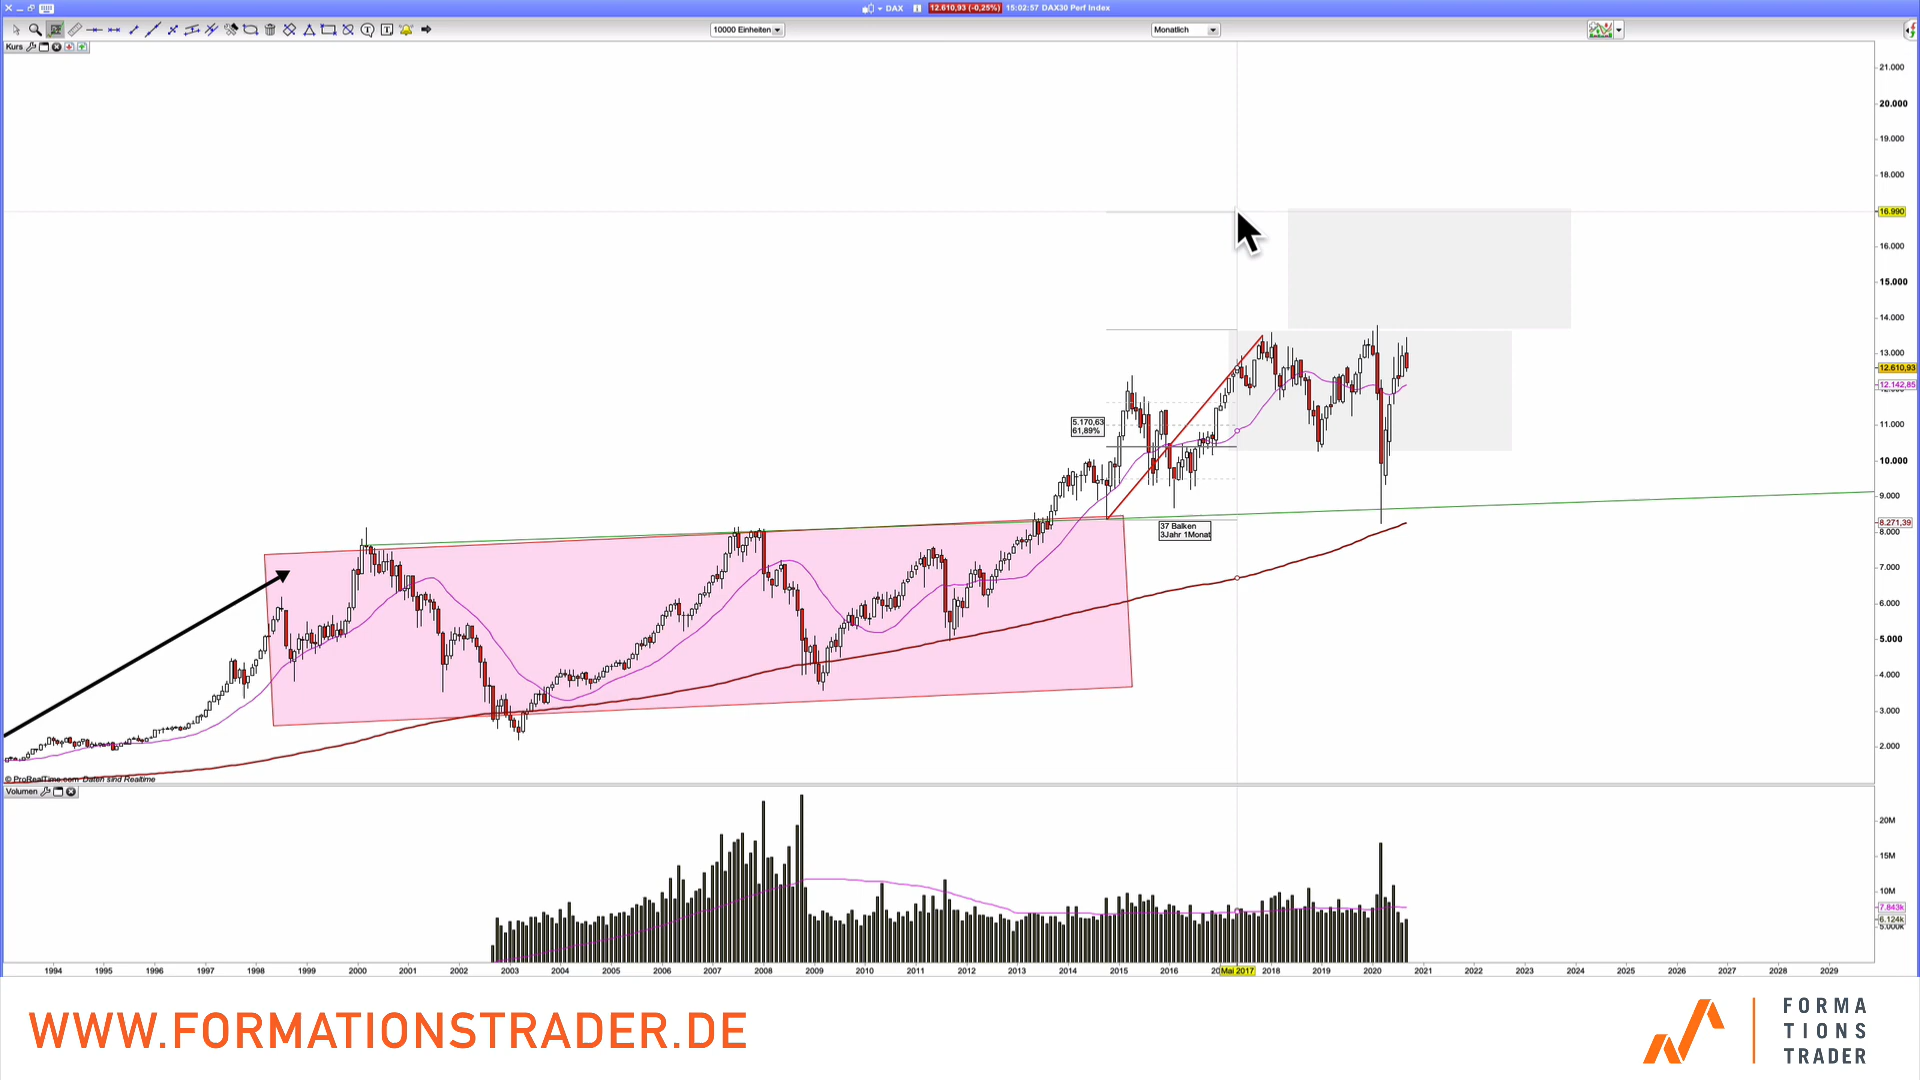 DAX 12.610,93 (-0,25%) 15:02:57 DAX30 Perf Index
10000 Einheiten
Monatlich
Kurs
21.000
20.000
19.000
18.000
16.990
16.000
15.000
14.000
13.000
12.610,93
12.142,85
11.000
10.000
9.000
8.271,39
8.000
7.000
6.000
5.000
4.000
3.000
2.000
5.170,63
61,89%
37 Balken
3Jahr 1Monat
© ProRealTime.com Daten sind Realtime
Volumen
20M
15M
10M
7.843k
6.124k
5.000k
1994 1995 1996 1997 1998 1999 2000 2001 2002 2003 2004 2005 2006 2007 2008 2009 2010 2011 2012 2013 2014 2015 2016 Mai 2017 2018 2019 2020 2021 2022 2023 2024 2025 2026 2027 2028 2029
WWW.FORMATIONSTRADER.DE
FORMA
TIONS
TRADER